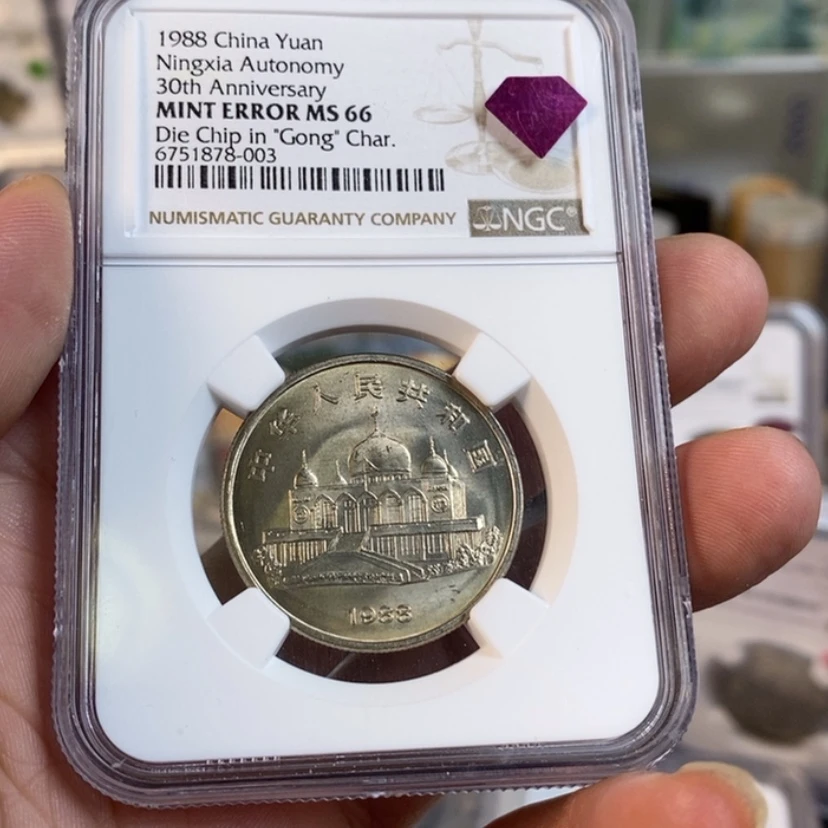 1988 China Yuan
Ningxia Autonomy
30th Anniversary
MINT ERROR MS 66
Die Chip in "Gong" Char.
6751878-003
NUMISMATIC GUARANTY COMPANY
NGC®
中华人民共和国
1988